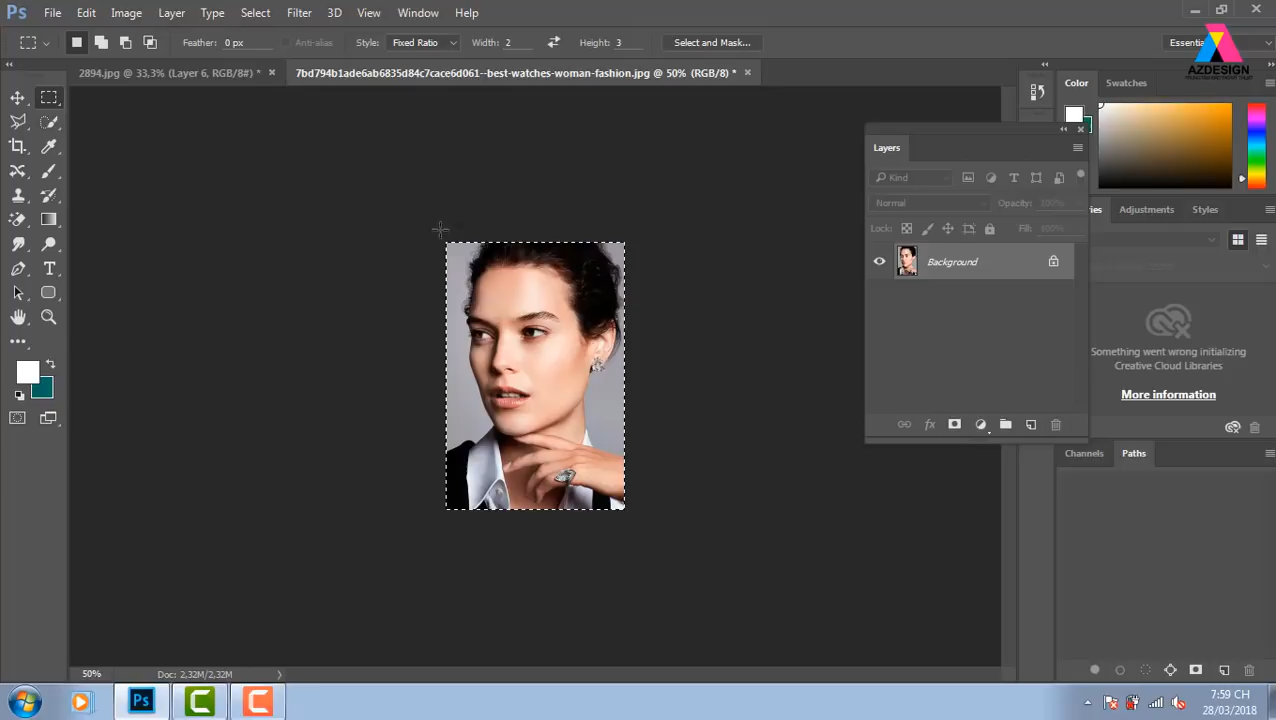 Ps File Edit Image Layer Type Select Filter 3D View Window Help
Feather: 0 px Anti-alias Style: Fixed Ratio Width: 2 Height: 3 Select and Mask... Essenti
AZDESIGN
2894.jpg @ 33,3% (Layer 6, RGB/8#) * × 7bd794b1ade6ab6835d84c7cace6d061--best-watches-woman-fashion.jpg @ 50% (RGB/8) * ×
Color Swatches
Layers
Kind
Normal Opacity: 100%
Lock: Fill: 100%
Background
ries Adjustments Styles
Something went wrong initializing
Creative Cloud Libraries
More information
Channels Paths
50% Doc: 2,32M/2,32M
Ps
7:59 CH
28/03/2018